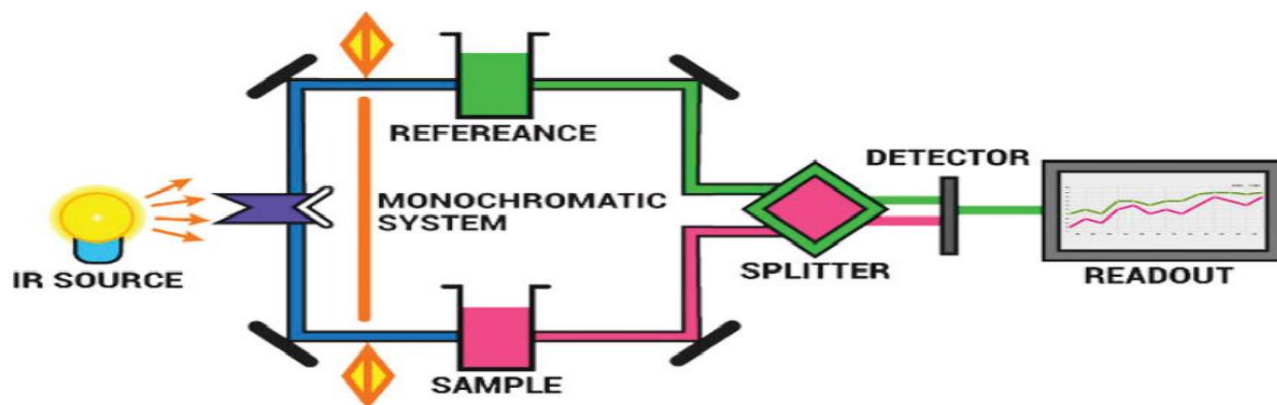 REFEREANCE
DETECTOR
MONOCHROMATIC
SYSTEM
IR SOURCE
SPLITTER
READOUT
SAMPLE